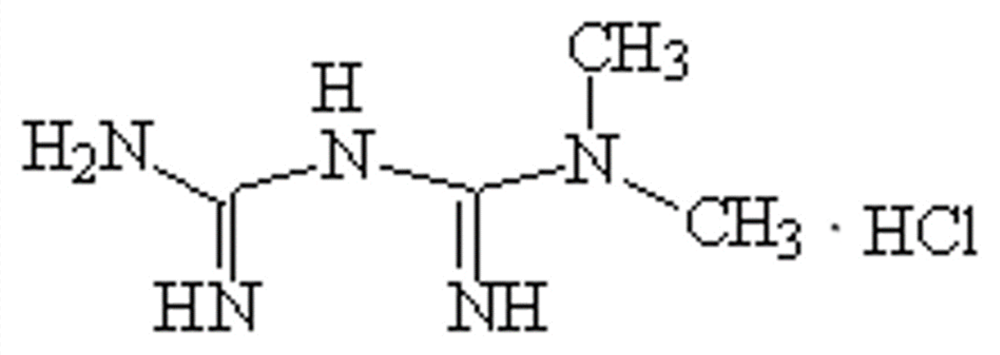 CH3
H
H2N N N
CH3 · HCl
HN NH